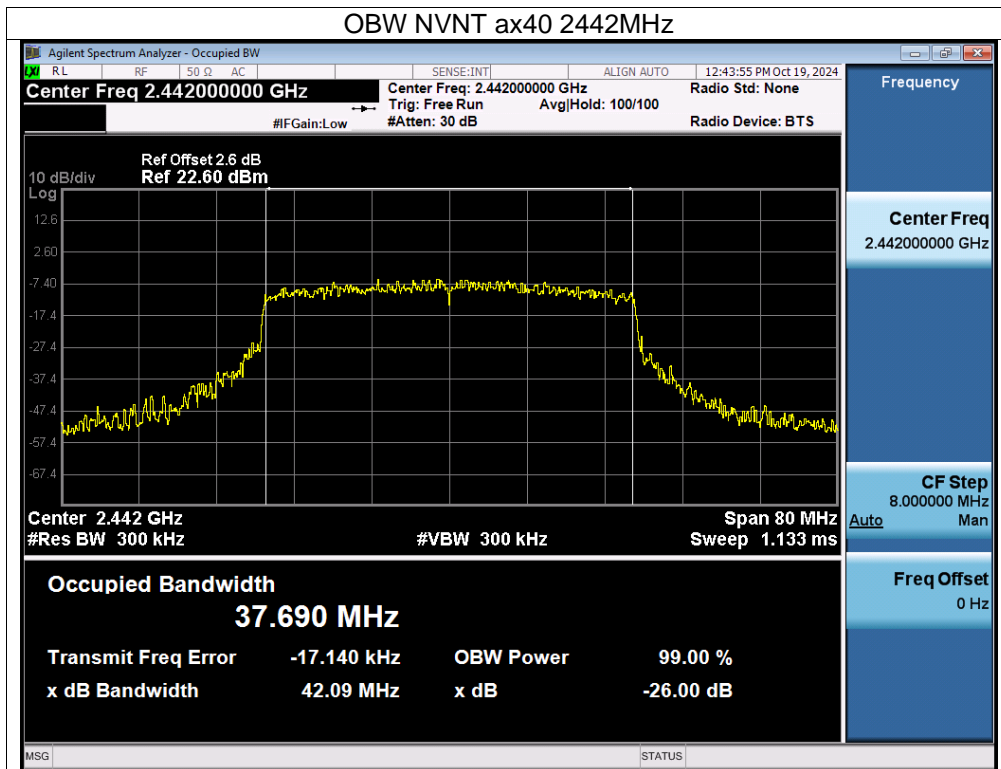 OBW NVNT ax40 2442MHz
Agilent Spectrum Analyzer - Occupied BW
LXI RL RF 50 Ω AC SENSE:INT ALIGN AUTO 12:43:55 PM Oct 19, 2024
Center Freq 2.442000000 GHz
Center Freq: 2.442000000 GHz
Radio Std: None
Trig: Free Run Avg|Hold: 100/100
#IFGain:Low
#Atten: 30 dB
Radio Device: BTS
Ref Offset 2.6 dB
10 dB/div Ref 22.60 dBm
Log
12.6
2.60
-7.40
-17.4
-27.4
-37.4
-47.4
-57.4
-67.4
Center 2.442 GHz Span 80 MHz
#Res BW 300 kHz #VBW 300 kHz Sweep 1.133 ms
Occupied Bandwidth
37.690 MHz
Transmit Freq Error -17.140 kHz OBW Power 99.00 %
x dB Bandwidth 42.09 MHz x dB -26.00 dB
MSG STATUS
Frequency
Center Freq
2.442000000 GHz
CF Step
8.000000 MHz
Auto Man
Freq Offset
0 Hz